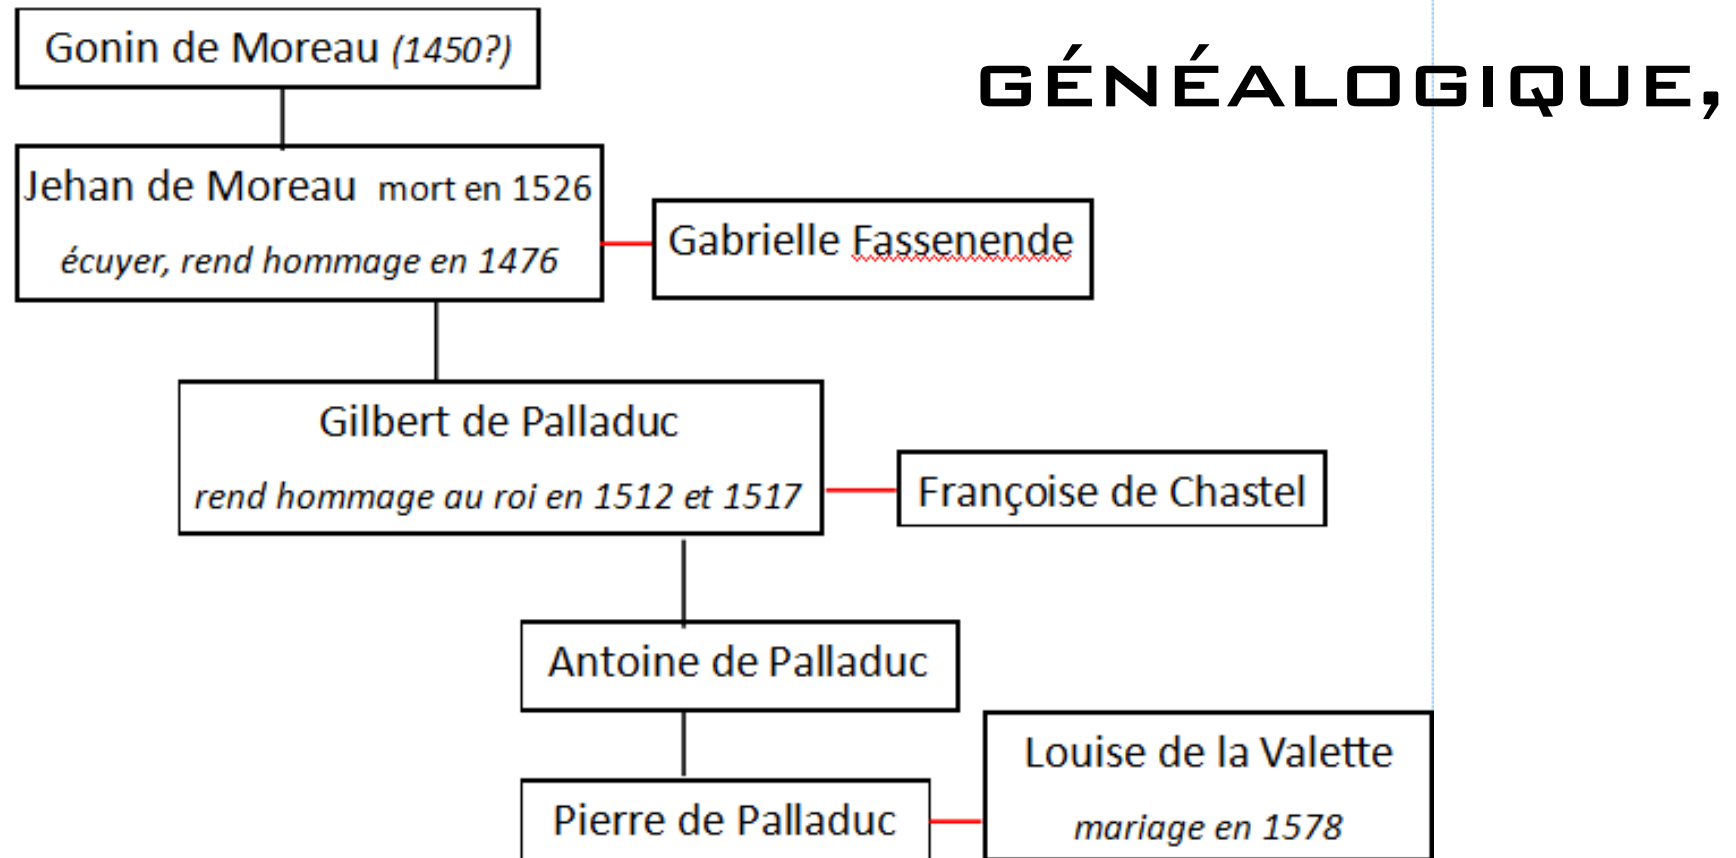 Gonin de Moreau (1450?)
GÉNÉALOGIQUE,
Jehan de Moreau mort en 1526
écuyer, rend hommage en 1476
Gabrielle Fassenende
Gilbert de Palladuc
rend hommage au roi en 1512 et 1517
Françoise de Chastel
Antoine de Palladuc
Louise de la Valette
mariage en 1578
Pierre de Palladuc